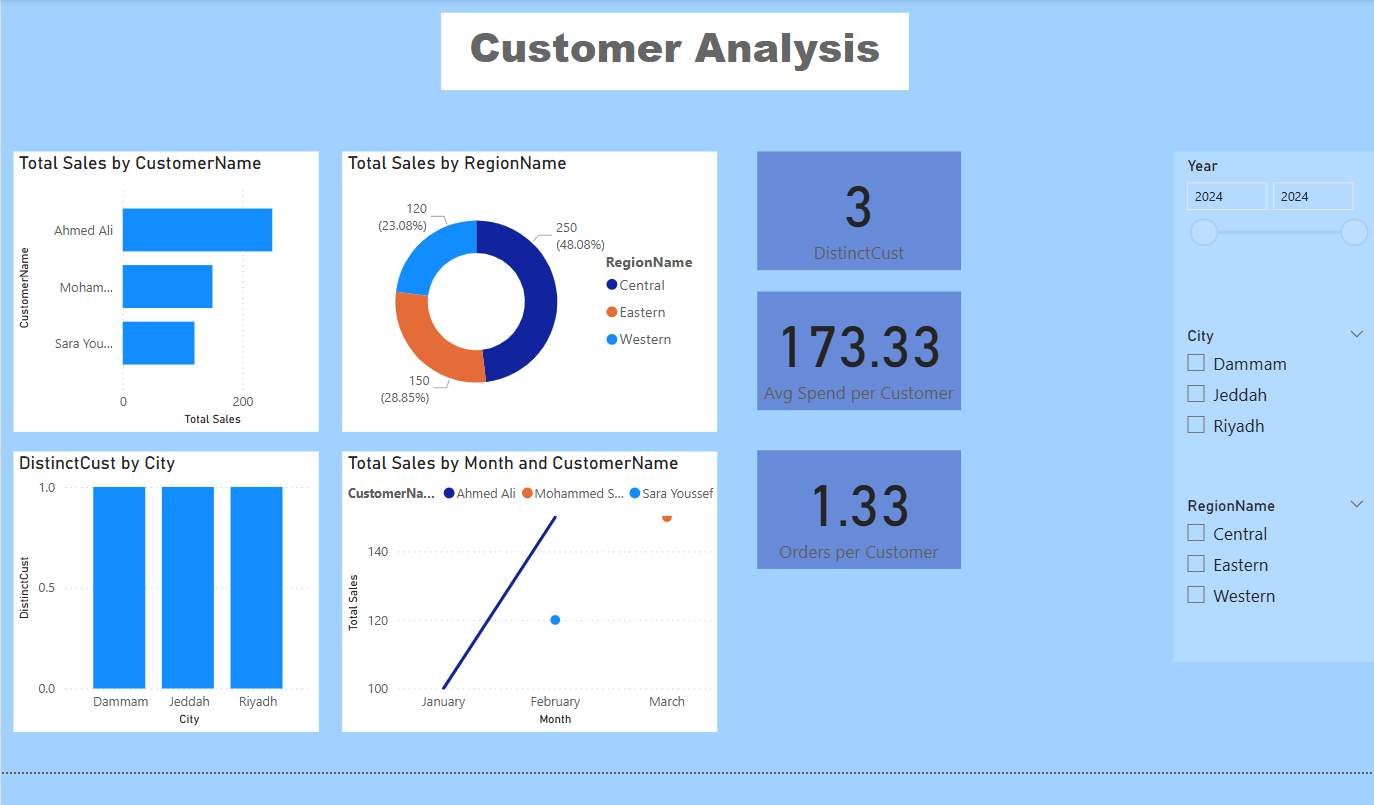 Customer Analysis
Total Sales by CustomerName
CustomerName
Ahmed Ali
Moham...
Sara You...
0
200
Total Sales
Total Sales by RegionName
120
(23.08%)
250
(48.08%)
150
(28.85%)
RegionName
Central
Eastern
Western
3
DistinctCust
173.33
Avg Spend per Customer
1.33
Orders per Customer
DistinctCust by City
DistinctCust
1.0
0.5
0.0
Dammam
Jeddah
Riyadh
City
Total Sales by Month and CustomerName
CustomerNa...
Ahmed Ali
Mohammed S...
Sara Youssef
Total Sales
140
120
100
January
February
March
Month
Year
2024
2024
City
Dammam
Jeddah
Riyadh
RegionName
Central
Eastern
Western